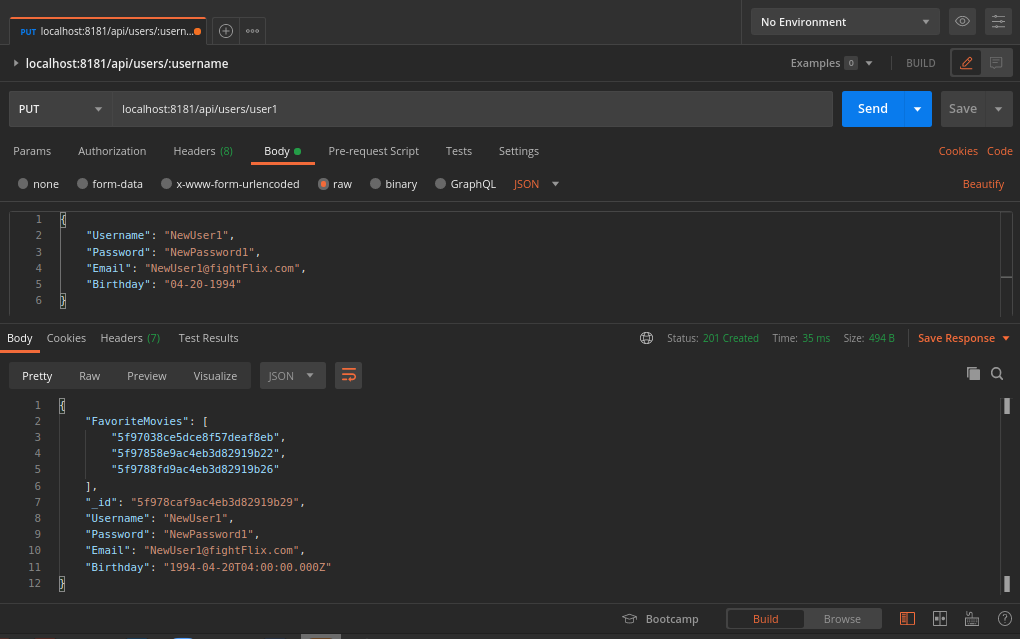 PUT localhost:8181/api/users/:usern...
No Environment
localhost:8181/api/users/:username
Examples 0
BUILD
PUT
localhost:8181/api/users/user1
Send
Save
Params Authorization Headers (8) Body Pre-request Script Tests Settings Cookies Code
none form-data x-www-form-urlencoded raw binary GraphQL JSON Beautify
1 {
2 "Username": "NewUser1",
3 "Password": "NewPassword1",
4 "Email": "NewUser1@fightFlix.com",
5 "Birthday": "04-20-1994"
6 }
Body Cookies Headers (7) Test Results Status: 201 Created Time: 35 ms Size: 494 B Save Response
Pretty Raw Preview Visualize JSON
1 {
2 "FavoriteMovies": [
3 "5f97038ce5dce8f57deaf8eb",
4 "5f97858e9ac4eb3d82919b22",
5 "5f9788fd9ac4eb3d82919b26"
6 ],
7 "_id": "5f978caf9ac4eb3d82919b29",
8 "Username": "NewUser1",
9 "Password": "NewPassword1",
10 "Email": "NewUser1@fightFlix.com",
11 "Birthday": "1994-04-20T04:00:00.000Z"
12 }
Bootcamp Build Browse